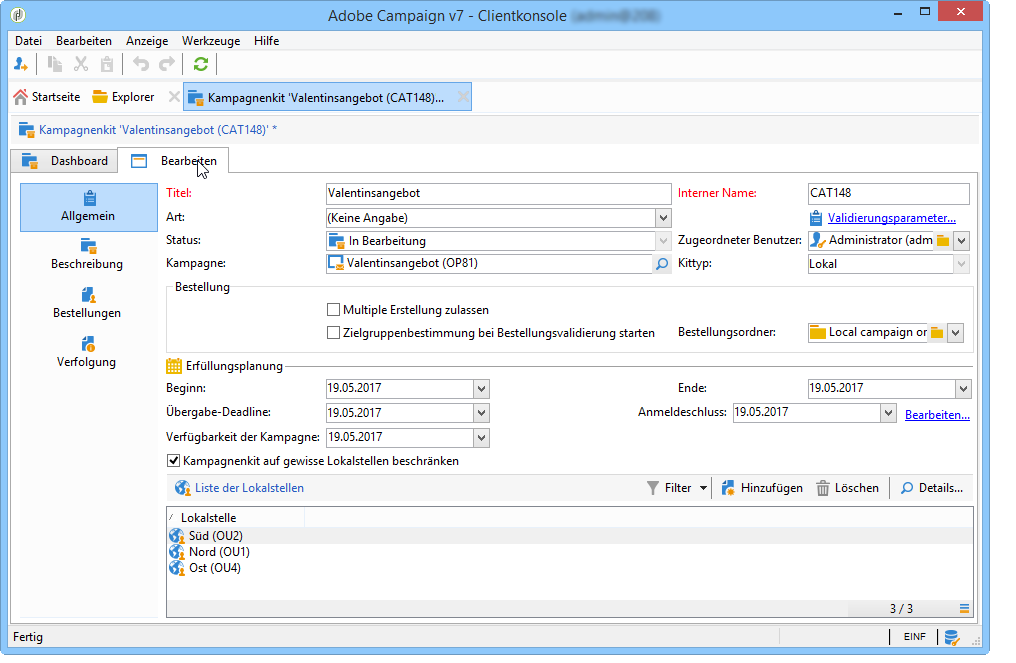 Adobe Campaign v7 - Clientkonsole
Datei Bearbeiten Anzeige Werkzeuge Hilfe
Startseite Explorer Kampagnenkit 'Valentinsangebot (CAT148)...
Kampagnenkit 'Valentinsangebot (CAT148)' *
Dashboard Bearbeiten
Allgemein
Beschreibung
Bestellungen
Verfolgung
Titel: Valentinsangebot Interner Name: CAT148
Art: (Keine Angabe) Validierungsparameter...
Status: In Bearbeitung Zugeordneter Benutzer: Administrator (adm
Kampagne: Valentinsangebot (OP81) Kittyp: Lokal
Bestellung
Multiple Erstellung zulassen
Zielgruppenbestimmung bei Bestellungsvalidierung starten Bestellungsordner: Local campaign or
Erfüllungsplanung
Beginn: 19.05.2017 Ende: 19.05.2017
Übergabe-Deadline: 19.05.2017 Anmeldeschluss: 19.05.2017 Bearbeiten...
Verfügbarkeit der Kampagne: 19.05.2017
Kampagnenkit auf gewisse Lokalstellen beschränken
Liste der Lokalstellen Filter Hinzufügen Löschen Details...
Lokalstelle
Süd (OU2)
Nord (OU1)
Ost (OU4)
3 / 3
Fertig EINF